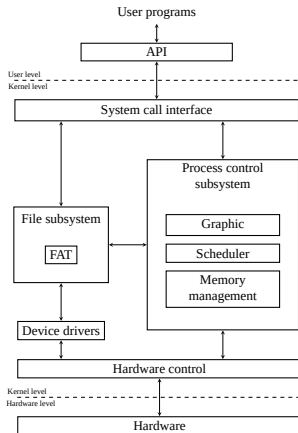 User programs
API
User level
Kernel level
System call interface
Process control
subsystem
File subsystem
FAT
Graphic
Scheduler
Memory
management
Device drivers
Hardware control
Kernel level
Hardware level
Hardware